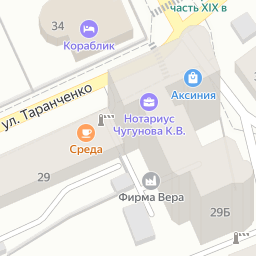 часть XIX в
34
Кораблик
ул. Таранченко
Аксиния
Нотариус
Чугунова К.В.
Среда
29
Фирма Вера
29Б